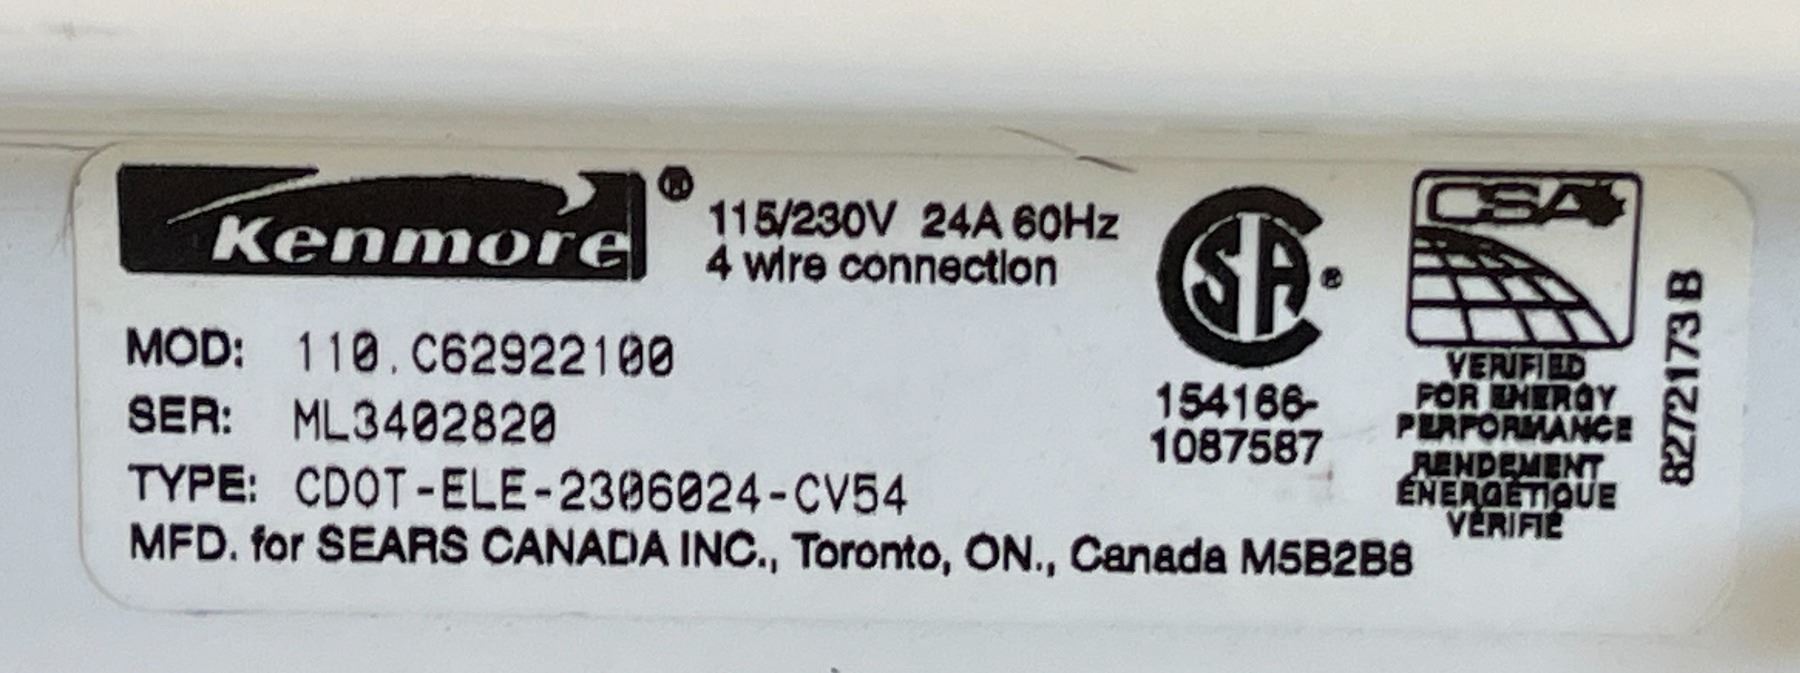 Kenmore®
115/230V 24A 60Hz
4 wire connection
MOD: 110.C62922100
SER: ML3402820
TYPE: CDOT-ELE-2306024-CV54
MFD. for SEARS CANADA INC., Toronto, ON., Canada M5B2B8
SA®
154166-
1087587
CSA
VERIFIED
FOR ENERGY
PERFORMANCE
RENDEMENT
ÉNERGÉTIQUE
VÉRIFIÉ
8272173B